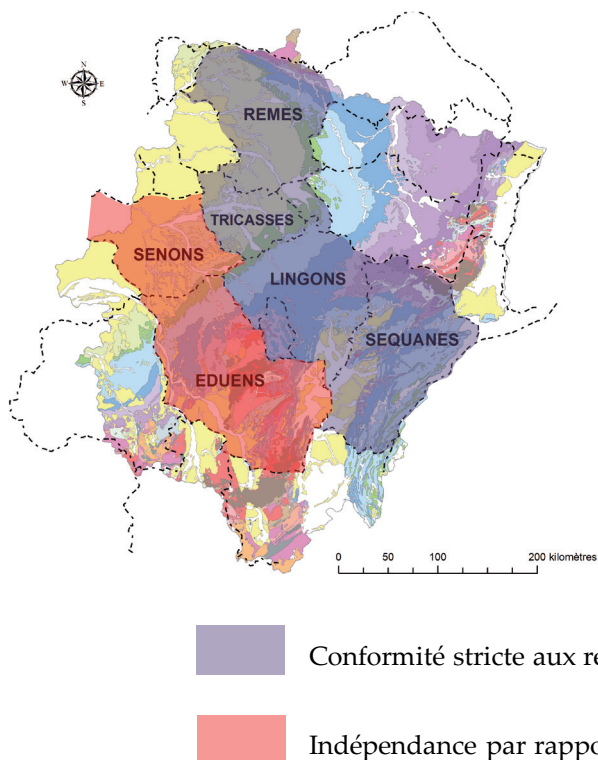 N
W E
S
REMES
TRICASSES
SENONS
LINGONS
SEQUANES
EDUENS
0 50 100 200 kilomètres
Conformité stricte aux re
Indépendance par rappo